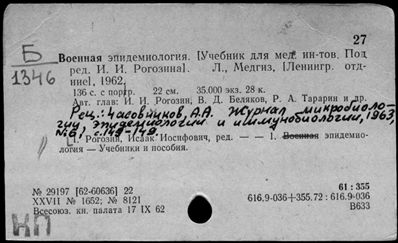 27
Б
1346
Военная эпидемиология. [Учебник для мед. ин-тов. Под
ред. И. И. Рогозина]. Л., Медгиз, [Ленингр. отд-
ние], 1962.
136 с. с портр. 22 см. 35.000 экз. 28 к.
Авт. глав: И. И. Рогозин, В. Д. Беляков, Р. А. Тарарин и др.
Рец.: Часовников, А.А. Журнал микробиоло-
гии, эпидемиологии и иммунобиологии, 1963,
№6, с. 148-149.
1. Рогозин, Исаак Иосифович, ред. — — 1. Военная эпидемио-
логия — Учебники и пособия.
№ 29197 [62-60636] 22
61 : 355
XXVII № 1652; № 8121
616.9-036+355.72 : 616.9-036
Всесоюз. кн. палата 17 IX 62
В633
НП